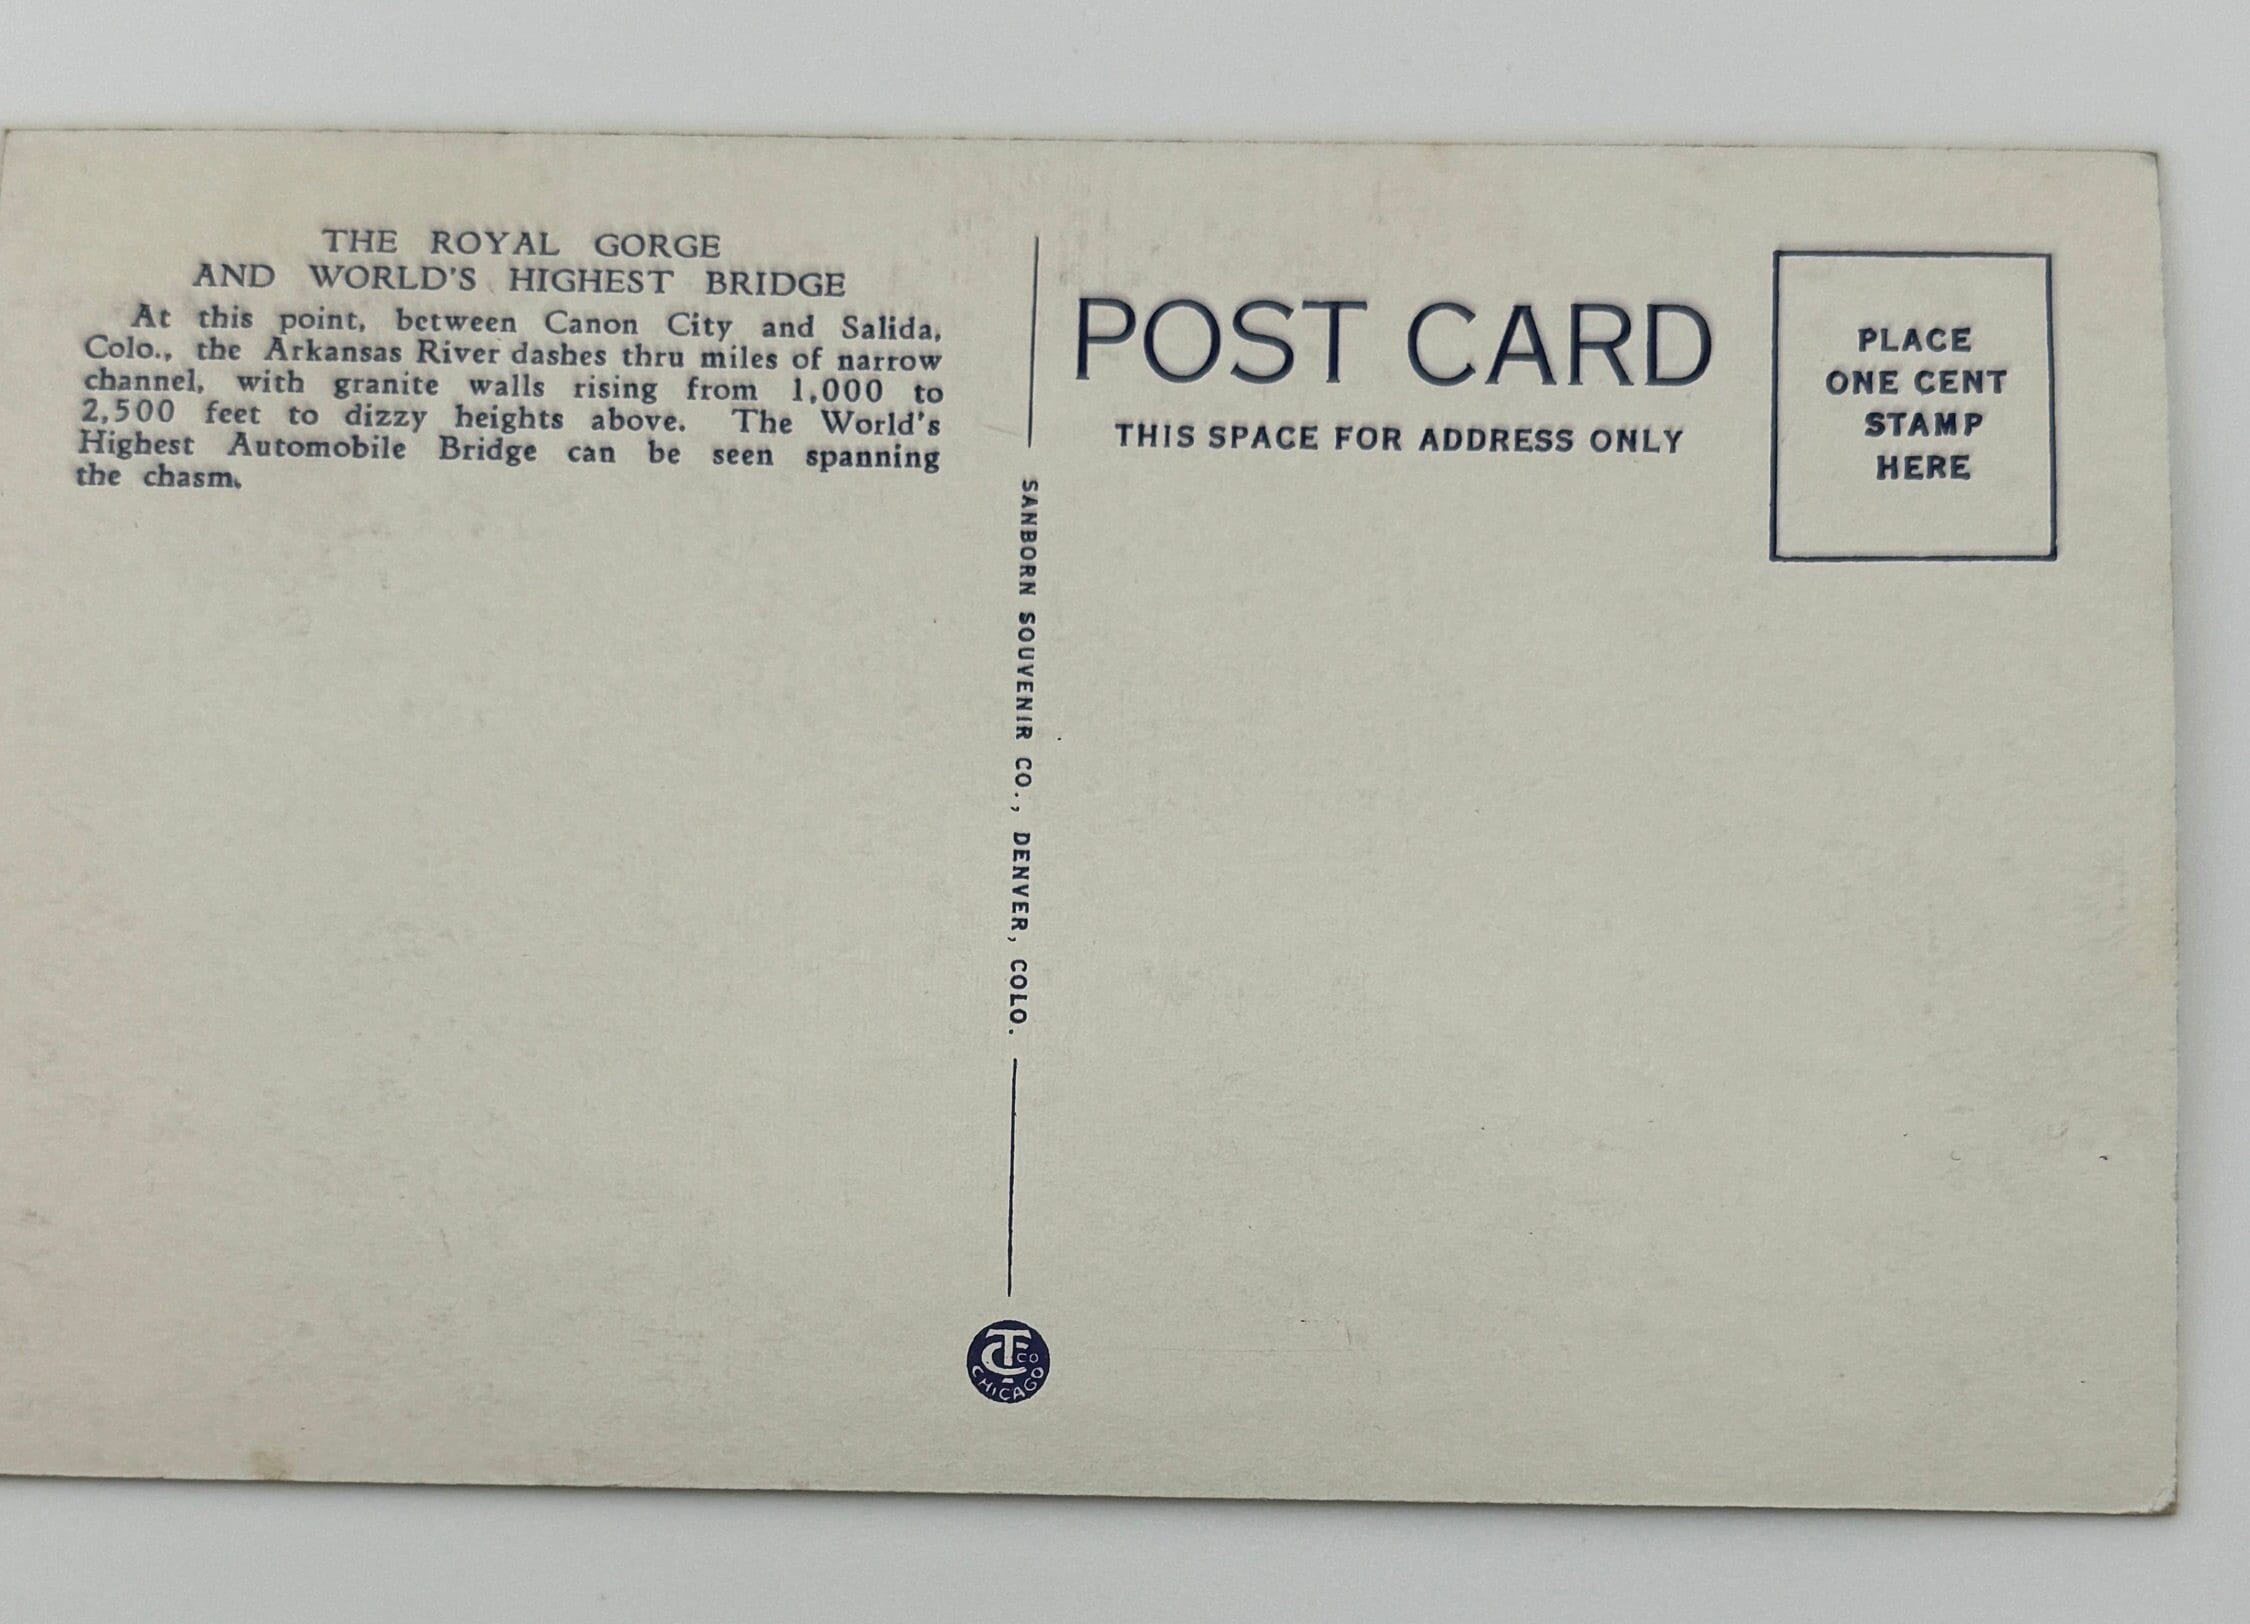 THE ROYAL GORGE
AND WORLD'S HIGHEST BRIDGE
At this point, between Canon City and Salida,
Colo., the Arkansas River dashes thru miles of narrow
channel, with granite walls rising from 1,000 to
2,500 feet to dizzy heights above. The World's
Highest Automobile Bridge can be seen spanning
the chasm.
SANBORN SOUVENIR CO., DENVER, COLO.
CT CO
CHICAGO
POST CARD
THIS SPACE FOR ADDRESS ONLY
PLACE
ONE CENT
STAMP
HERE